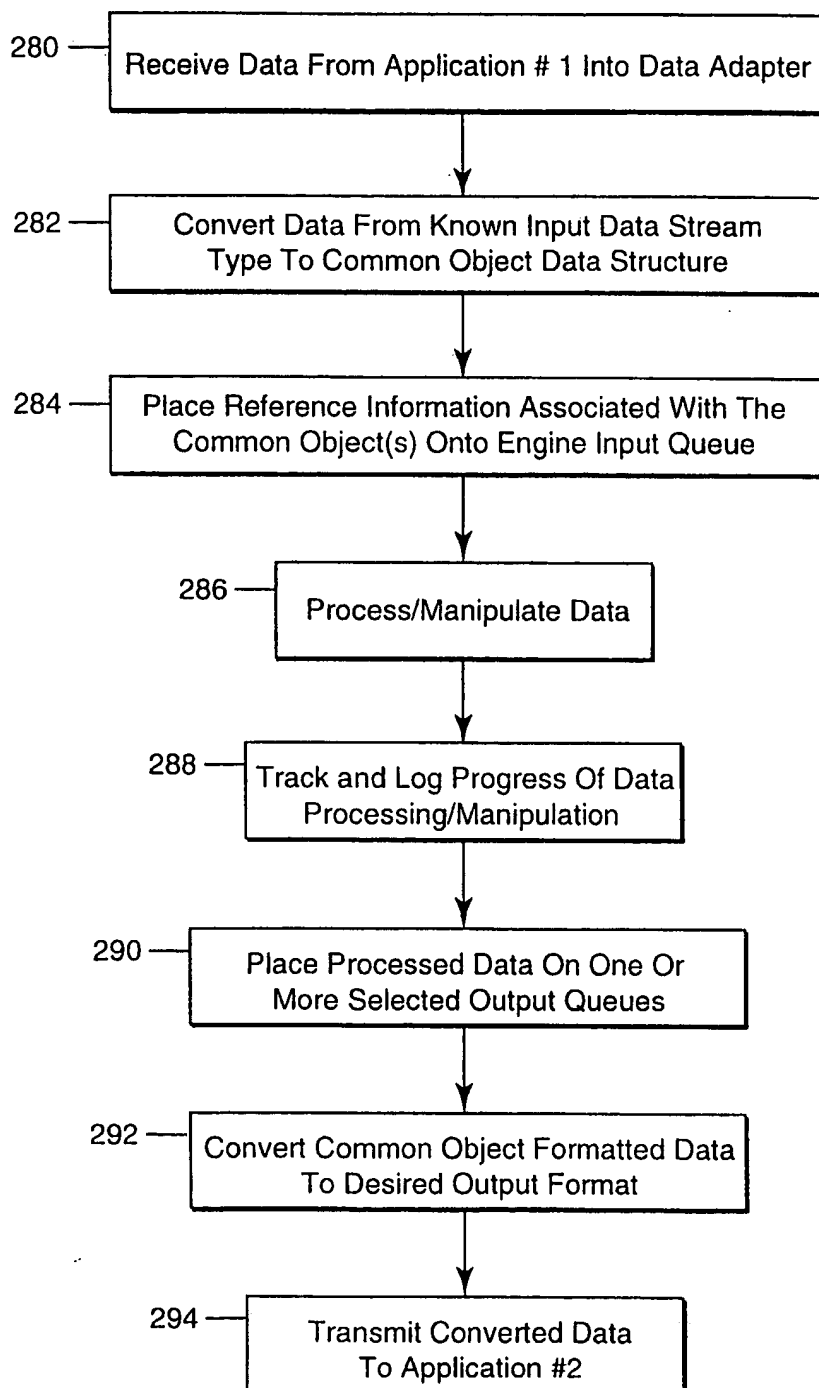 280
Receive Data From Application # 1 Into Data Adapter
282
Convert Data From Known Input Data Stream
Type To Common Object Data Structure
284
Place Reference Information Associated With The
Common Object(s) Onto Engine Input Queue
286
Process/Manipulate Data
288
Track and Log Progress Of Data
Processing/Manipulation
290
Place Processed Data On One Or
More Selected Output Queues
292
Convert Common Object Formatted Data
To Desired Output Format
294
Transmit Converted Data
To Application #2